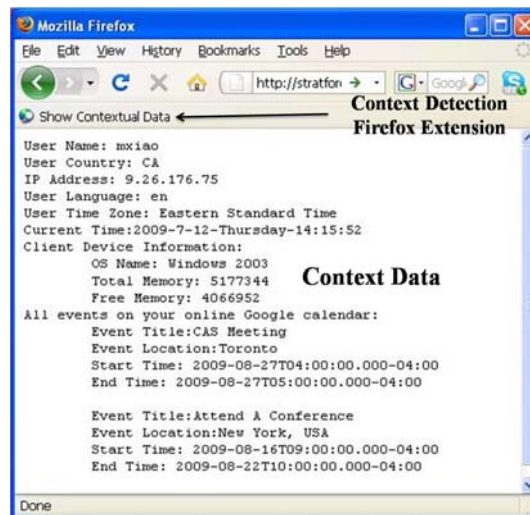 Mozilla Firefox
File Edit View History Bookmarks Tools Help
http://stratfor G Googl
Show Contextual Data
Context Detection
Firefox Extension
User Name: mxiao
User Country: CA
IP Address: 9.26.176.75
User Language: en
User Time Zone: Eastern Standard Time
Current Time:2009-7-12-Thursday-14:15:52
Client Device Information:
OS Name: Windows 2003
Total Memory: 5177344
Context Data
Free Memory: 4066952
All events on your online Google calendar:
Event Title:CAS Meeting
Event Location:Toronto
Start Time: 2009-08-27T04:00:00.000-04:00
End Time: 2009-08-27T05:00:00.000-04:00
Event Title:Attend A Conference
Event Location:New York, USA
Start Time: 2009-08-16T09:00:00.000-04:00
End Time: 2009-08-22T10:00:00.000-04:00
Done